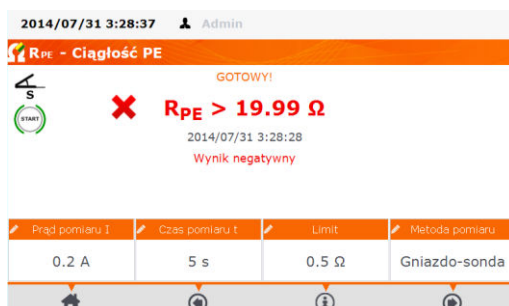 2014/07/31 3:28:37 Admin
RPE - Ciągłość PE
GOTOWY!
S
START
RPE > 19.99 Ω
2014/07/31 3:28:28
Wynik negatywny
Prąd pomiaru I Czas pomiaru t Limit Metoda pomiaru
0.2 A 5 s 0.5 Ω Gniazdo-sonda